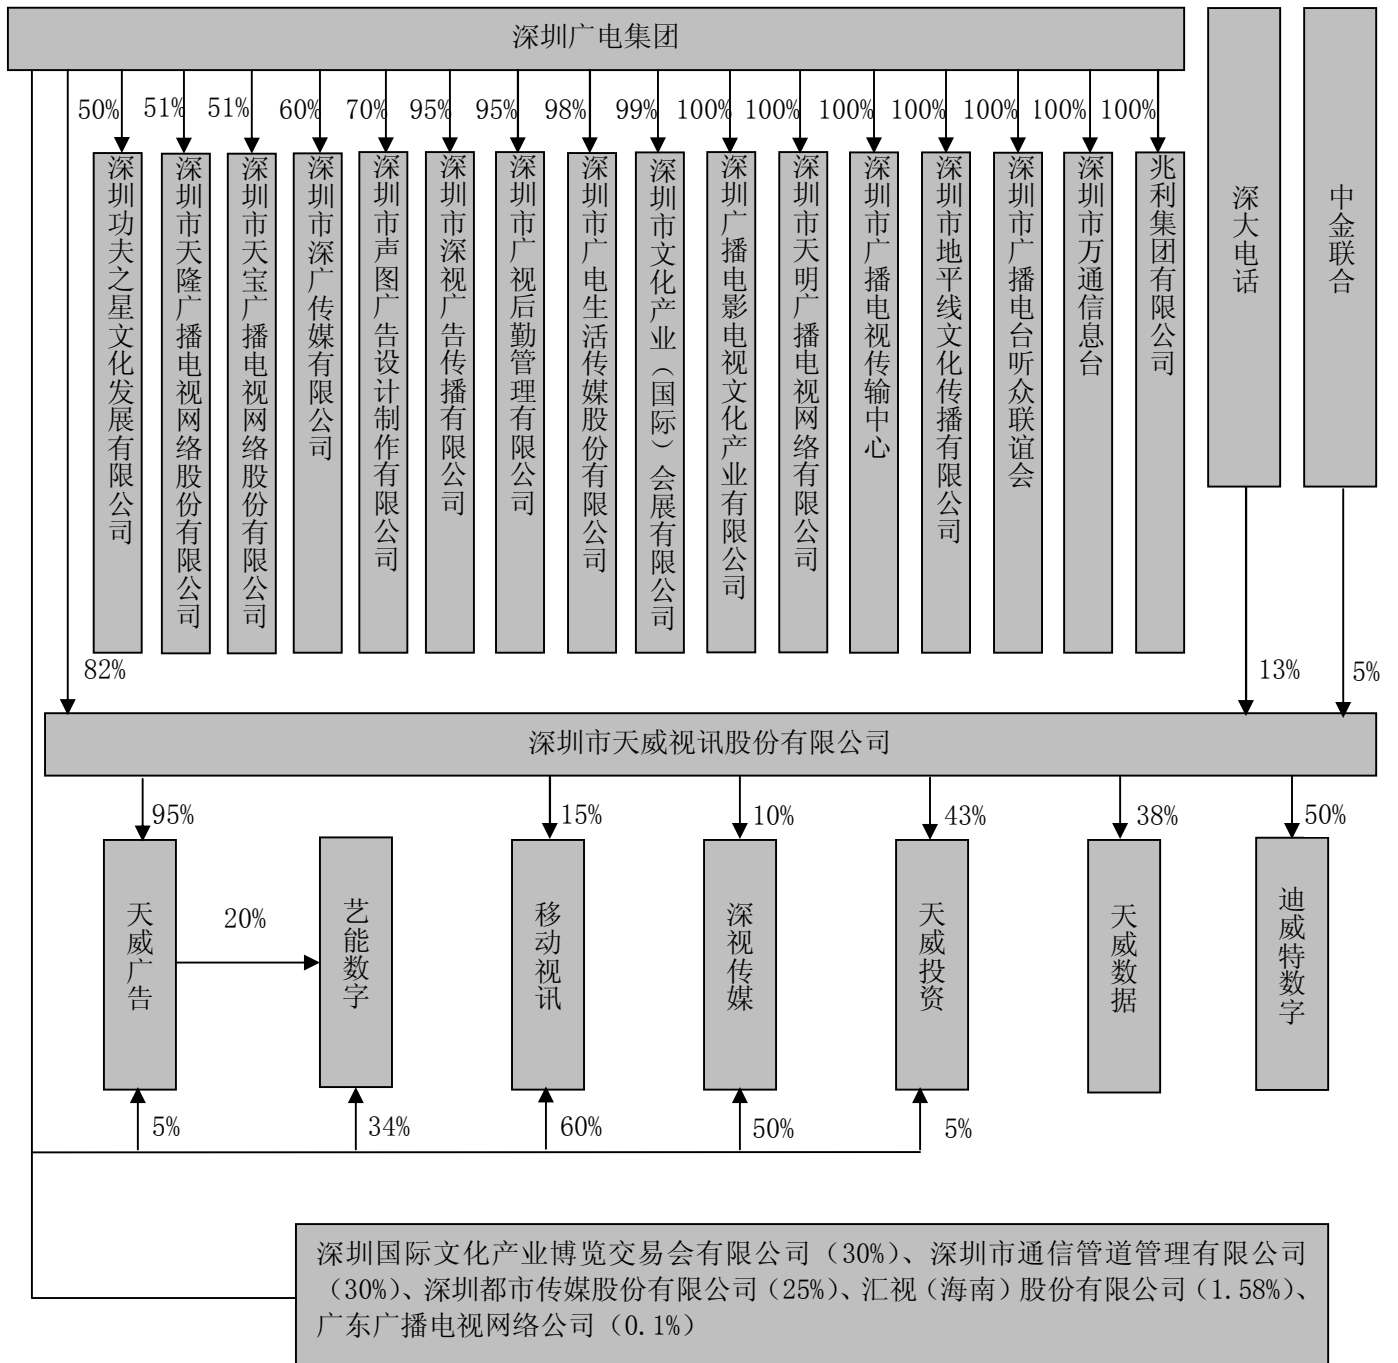 深圳广电集团
50%
51%
51%
60%
70%
95%
95%
98%
99%
100%
100%
100%
100%
100%
100%
100%
深圳功夫之星文化发展有限公司
深圳市天隆广播电视网络股份有限公司
深圳市天宝广播电视网络股份有限公司
深圳市深广传媒有限公司
深圳市声图广告设计制作有限公司
深圳市深视广告传播有限公司
深圳市广视后勤管理有限公司
深圳市广电生活传媒股份有限公司
深圳市文化产业（国际）会展有限公司
深圳广播电影电视文化产业有限公司
深圳市天明广播电视网络有限公司
深圳市广播电视传输中心
深圳市地平线文化传播有限公司
深圳市广播电台听众联谊会
深圳市万通信息台
兆利集团有限公司
深大电话
中金联合
82%
13%
5%
深圳市天威视讯股份有限公司
95%
15%
10%
43%
38%
50%
天威广告
20%
艺能数字
移动视讯
深视传媒
天威投资
天威数据
迪威特数字
5%
34%
60%
50%
5%
深圳国际文化产业博览交易会有限公司（30%）、深圳市通信管道管理有限公司
（30%）、深圳都市传媒股份有限公司（25%）、汇视（海南）股份有限公司（1.58%）、
广东广播电视网络公司（0.1%）